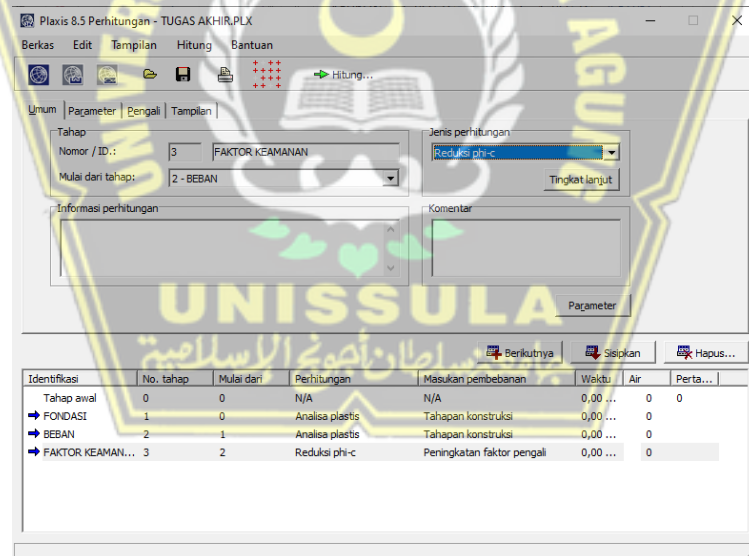 Plaxis 8.5 Perhitungan - TUGAS AKHIR.PLX
Berkas Edit Tampilan Hitung Bantuan
Hitung...
Umum Parameter Pengali Tampilan
Tahap
Nomor / ID.: 3 FAKTOR KEAMANAN
Mulai dari tahap: 2 - BEBAN
Jenis perhitungan
Reduksi phi-c
Tingkat lanjut
Informasi perhitungan
Komentar
Parameter
UNISSULA
Berikutnya Sisipkan Hapus...
Identifikasi No. tahap Mulai dari Perhitungan Masukan pembebanan Waktu Air Perta...
Tahap awal 0 0 N/A N/A 0,00 ... 0 0
FONDASI 1 0 Analisa plastis Tahapan konstruksi 0,00 ... 0
BEBAN 2 1 Analisa plastis Tahapan konstruksi 0,00 ... 0
FAKTOR KEAMAN... 3 2 Reduksi phi-c Peningkatan faktor pengali 0,00 ... 0
AGUNG